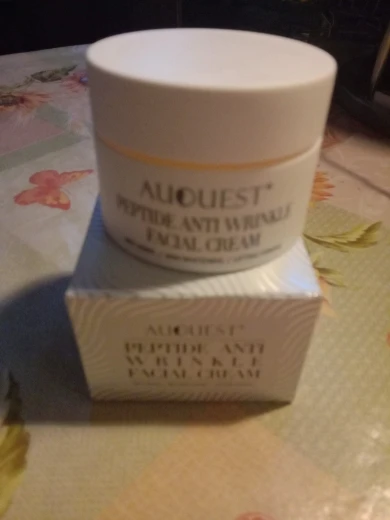 AUQUEST+
PEPTIDE ANTI WRINKLE
FACIAL CREAM
AUQUEST+
PEPTIDE ANTI
WRINKLE
FACIAL CREAM